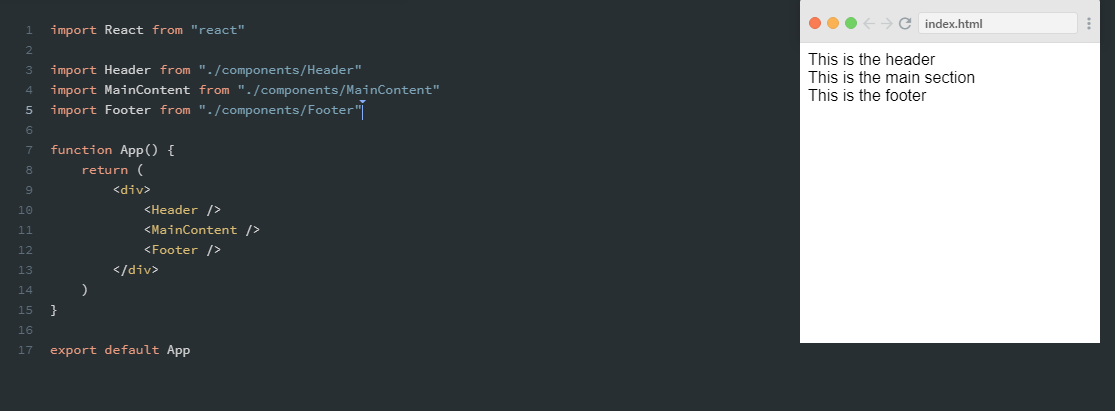 1 import React from "react"
2
3 import Header from "./components/Header"
4 import MainContent from "./components/MainContent"
5 import Footer from "./components/Footer"
6
7 function App() {
8     return (
9         <div>
10             <Header />
11             <MainContent />
12             <Footer />
13         </div>
14     )
15 }
16
17 export default App
index.html
This is the header
This is the main section
This is the footer